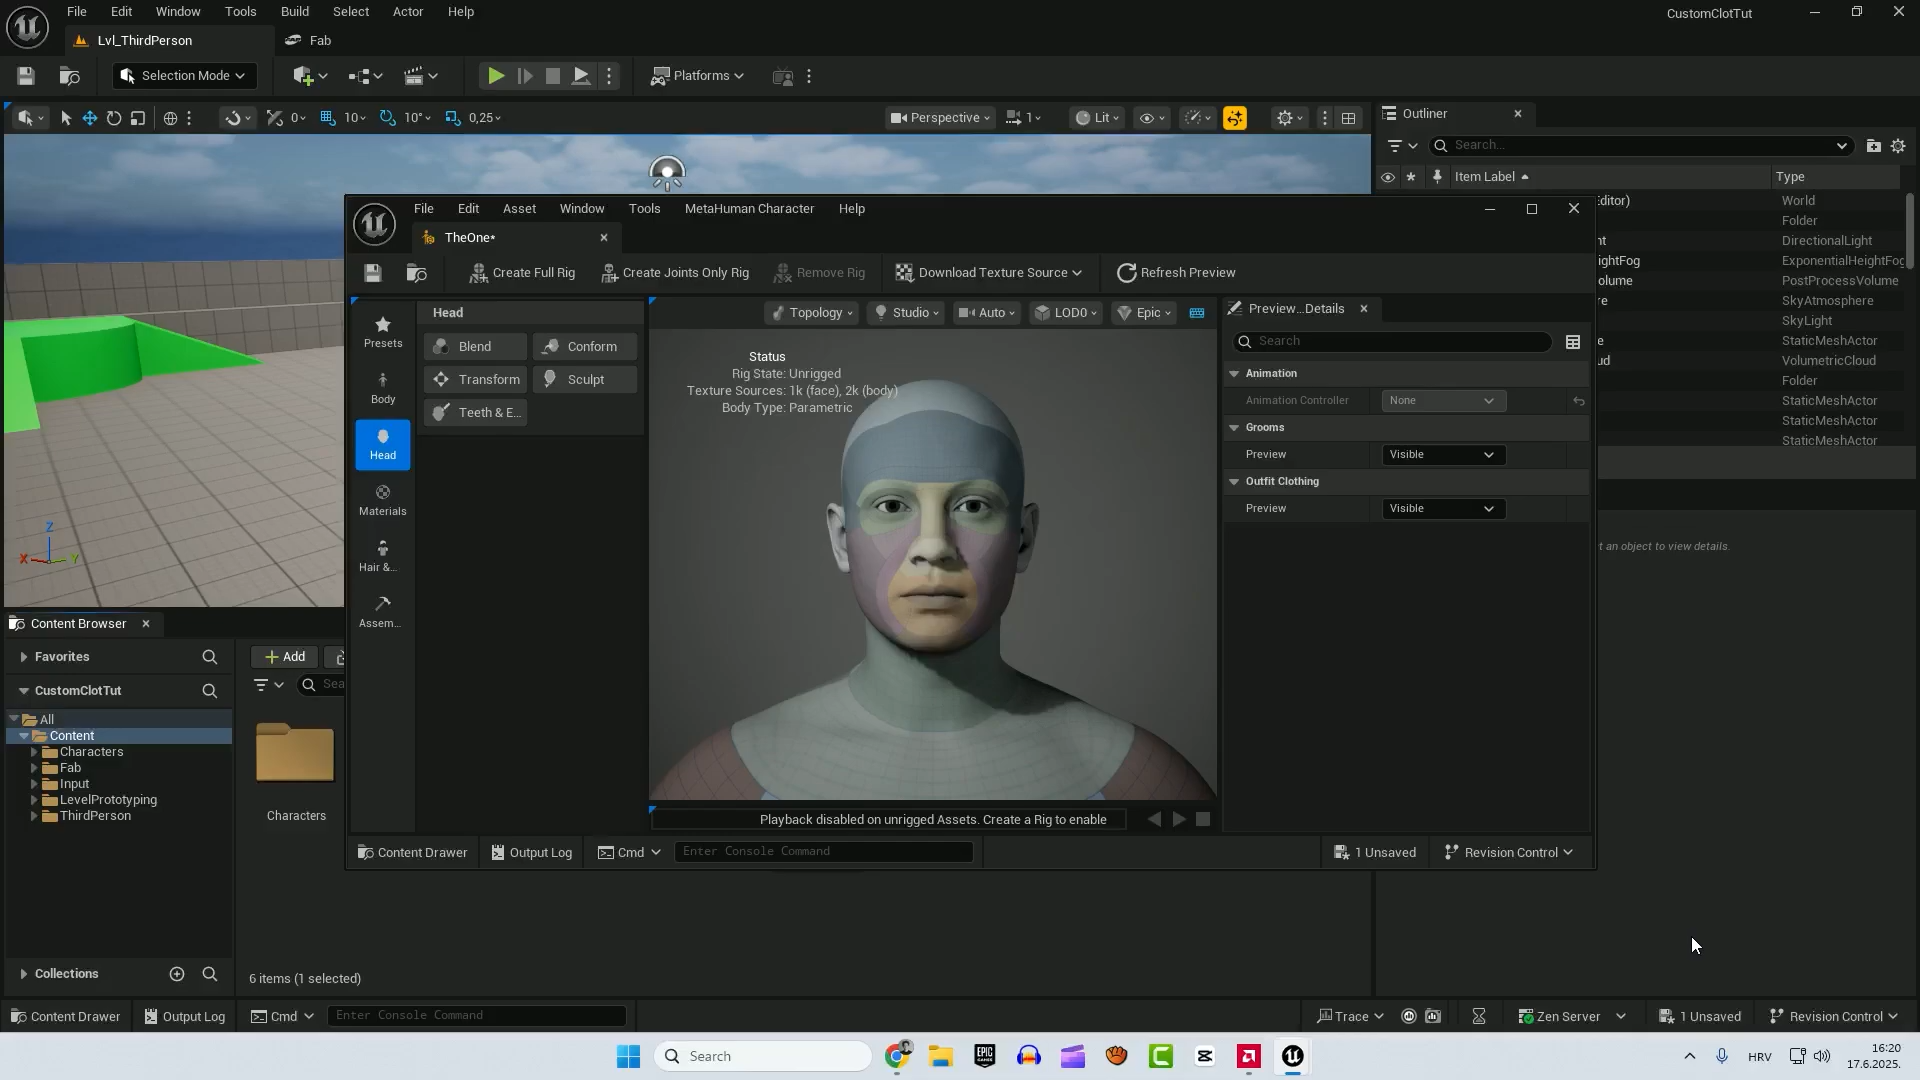 File Edit Window Tools Build Select Actor Help
CustomClotTut
Lvl_ThirdPerson
Fab
Selection Mode
Platforms
0 10 10° 0,25
Perspective 1 Lit
Outliner
Search...
Item Label Type
Editor) World
Folder
nt DirectionalLight
ightFog ExponentialHeightFog
olume PostProcessVolume
re SkyAtmosphere
SkyLight
e StaticMeshActor
ud VolumetricCloud
Folder
StaticMeshActor
StaticMeshActor
StaticMeshActor
t an object to view details.
File Edit Asset Window Tools MetaHuman Character Help
TheOne*
Create Full Rig Create Joints Only Rig Remove Rig Download Texture Source Refresh Preview
Presets
Body
Head
Materials
Hair &...
Assem...
Head
Blend Conform
Transform Sculpt
Teeth & E...
Topology Studio Auto LOD0 Epic
Status
Rig State: Unrigged
Texture Sources: 1k (face), 2k (body)
Body Type: Parametric
Playback disabled on unrigged Assets. Create a Rig to enable
Preview...Details
Search
Animation
Animation Controller None
Grooms
Preview Visible
Outfit Clothing
Preview Visible
Content Drawer Output Log Cmd Enter Console Command 1 Unsaved Revision Control
X Z Y
Content Browser
Favorites
CustomClotTut
All
Content
Characters
Fab
Input
LevelPrototyping
ThirdPerson
Collections
Add
Sea
Characters
6 items (1 selected)
Content Drawer Output Log Cmd Enter Console Command Trace Zen Server 1 Unsaved Revision Control
Search
EPIC GAMES
HRV
16:20
17.6.2025.